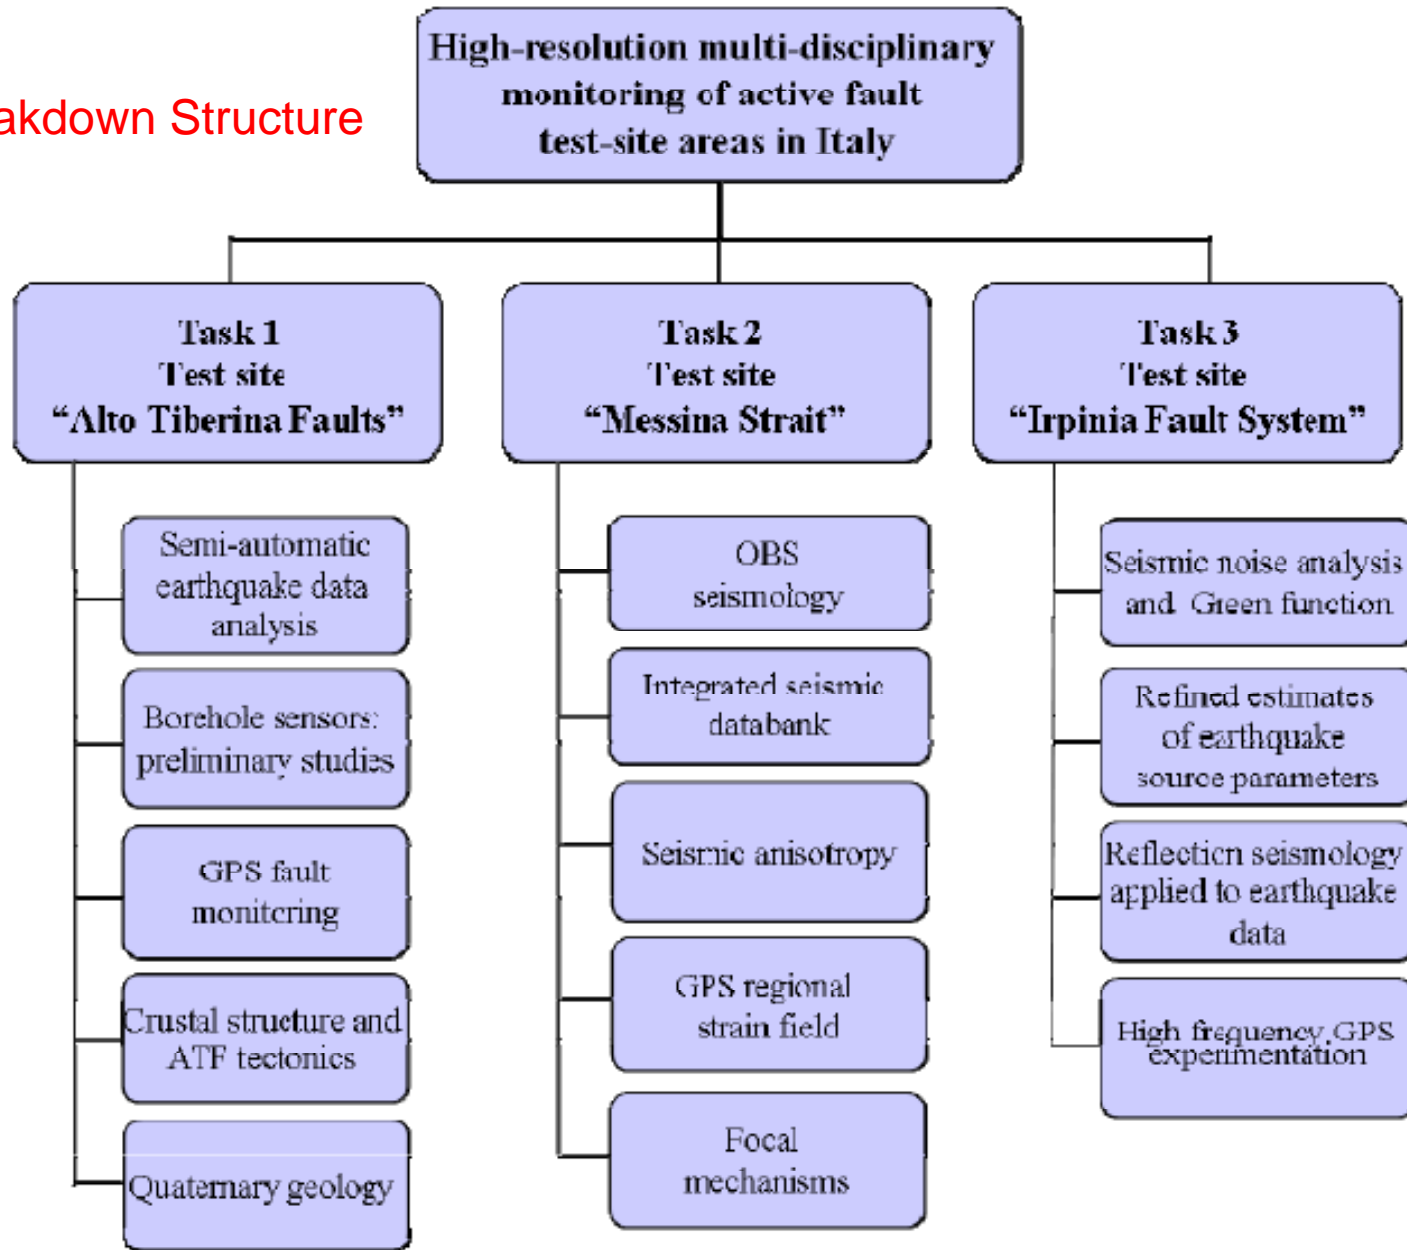 akdown Structure
High-resolution multi-disciplinary
monitoring of active fault
test-site areas in Italy
Task 1
Test site
“Alto Tiberina Faults”
Semi-automatic
earthquake data
analysis
Borehole sensors:
preliminary studies
GPS fault
monitoring
Crustal structure and
ATF tectonics
Quaternary geology
Task 2
Test site
“Messina Strait”
OBS
seismology
Integrated seismic
databank
Seismic anisotropy
GPS regional
strain field
Focal
mechanisms
Task 3
Test site
“Irpinia Fault System”
Seismic noise analysis
and Green function
Refined estimates
of earthquake
source parameters
Reflection seismology
applied to earthquake
data
High frequency GPS
experimentation